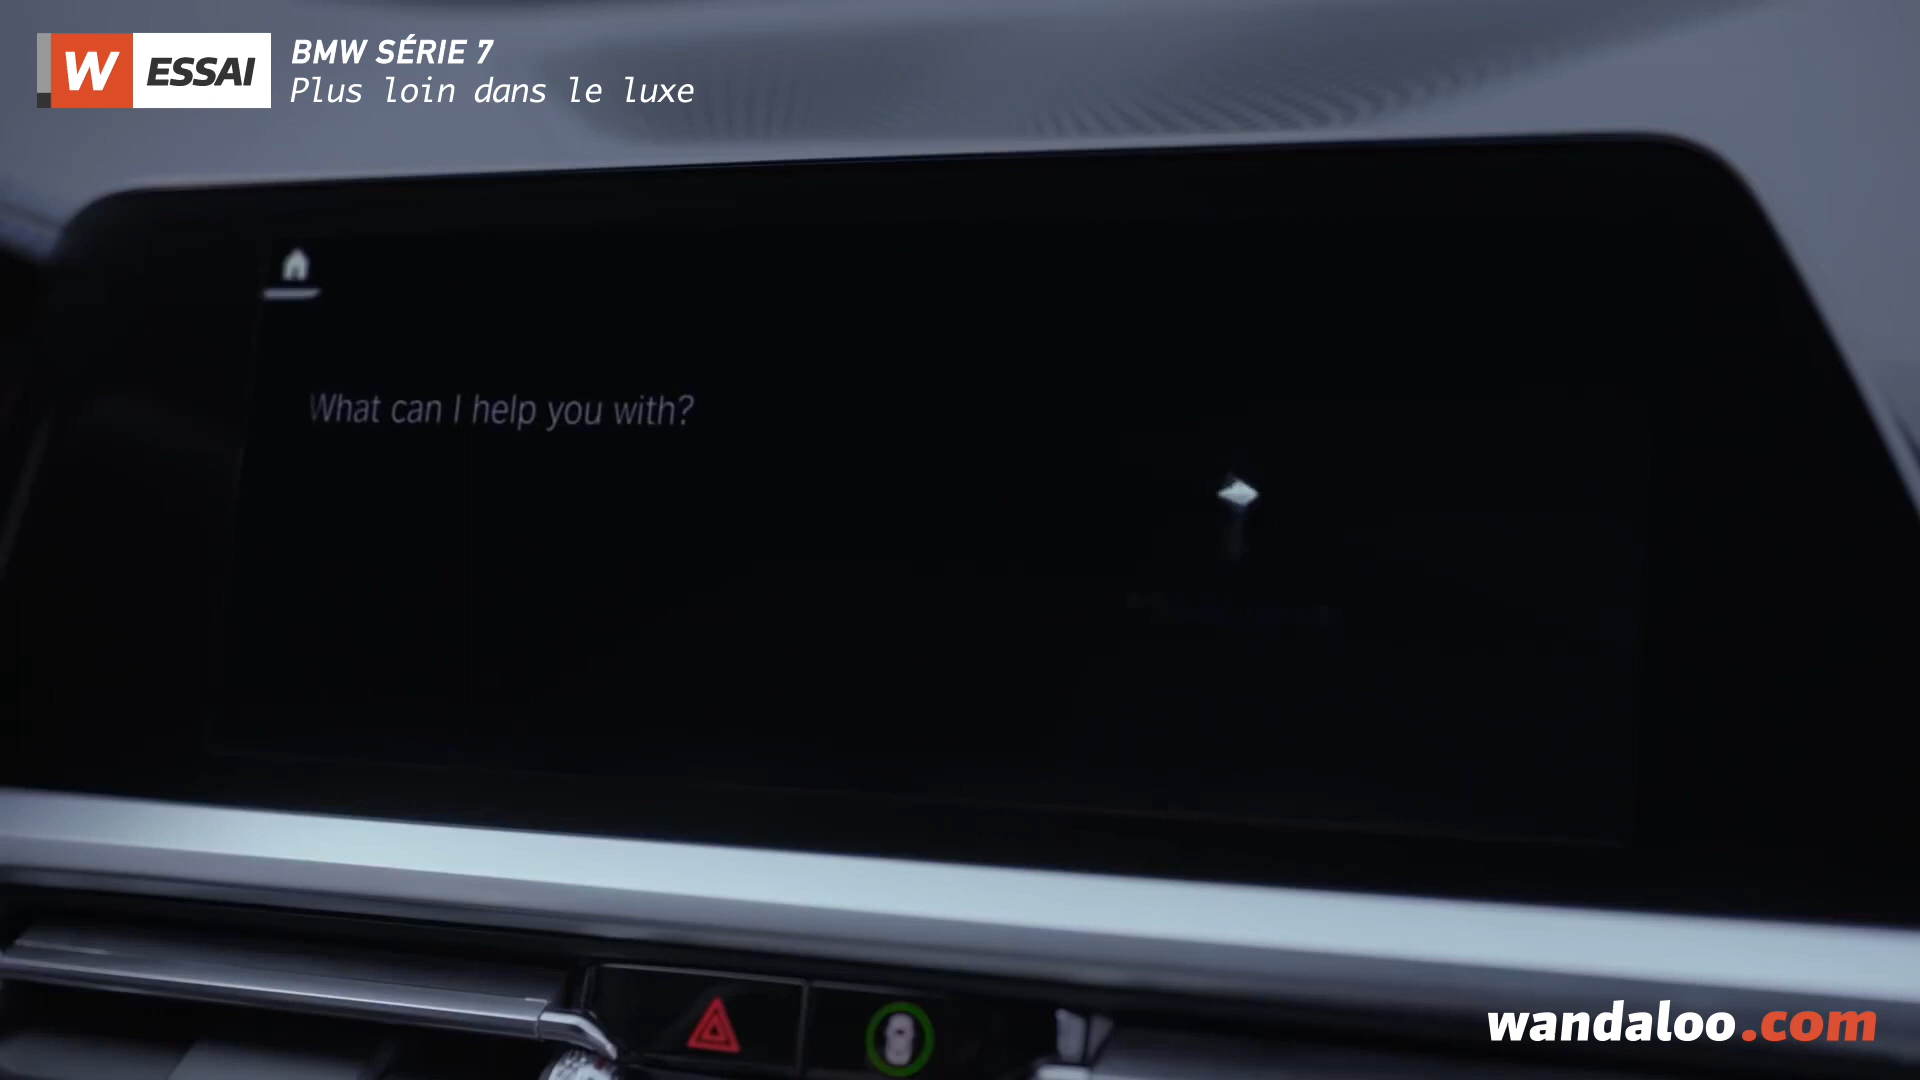 W ESSAI
BMW SÉRIE 7
Plus loin dans le luxe
What can I help you with?
wandaloo.com